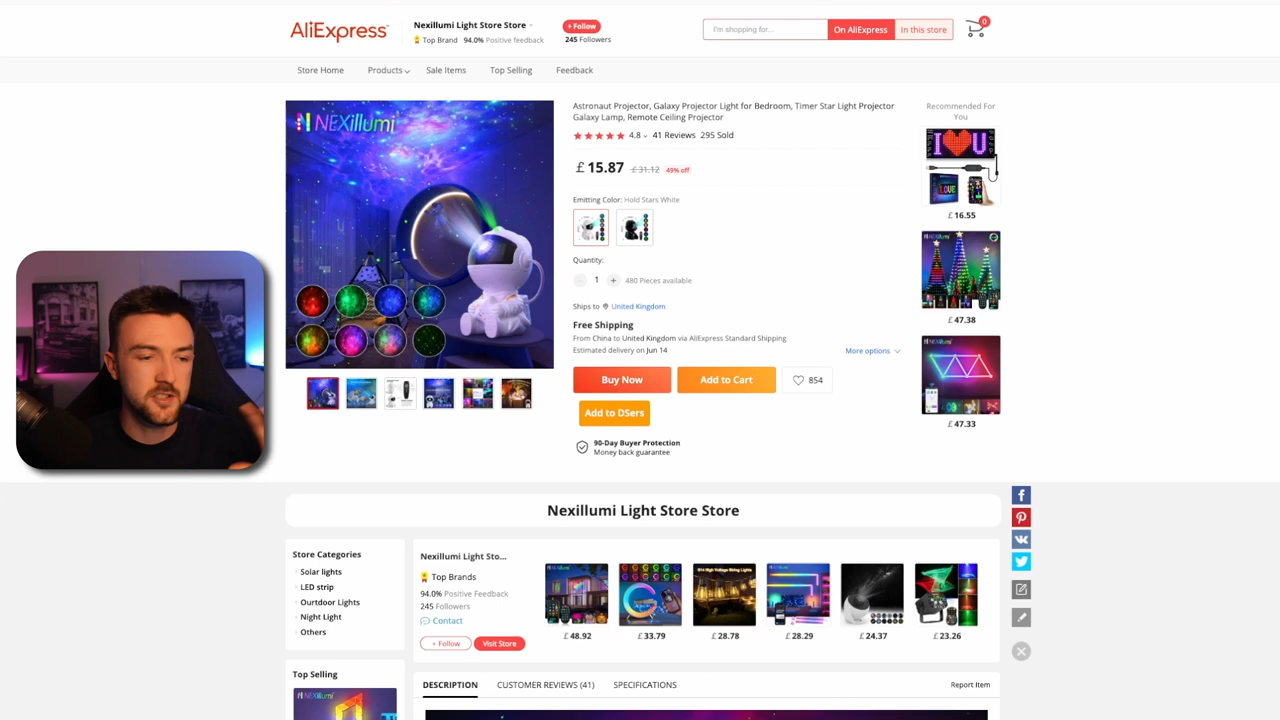 AliExpress
Nexillumi Light Store Store
Top Brand 94.0% Positive feedback
+ Follow
245 Followers
I'm shopping for...
On AliExpress
In this store
0
Store Home
Products
Sale Items
Top Selling
Feedback
NEXillumi
Astronaut Projector, Galaxy Projector Light for Bedroom, Timer Star Light Projector
Galaxy Lamp, Remote Ceiling Projector
4.8 41 Reviews 295 Sold
£15.87 £31.12 49% off
Emitting Color: Hold Stars White
Quantity:
- 1 + 480 Pieces available
Ships to United Kingdom
Free Shipping
From China to United Kingdom via AliExpress Standard Shipping
Estimated delivery on Jun 14
More options
Buy Now
Add to Cart
854
Add to DSers
90-Day Buyer Protection
Money back guarantee
Recommended For
You
I U
LOVE
£16.55
NEXillumi
£47.38
NEXillumi
£47.33
Nexillumi Light Store Store
Store Categories
Solar lights
LED strip
Ourtdoor Lights
Night Light
Others
Top Selling
NEXillumi
Nexillumi Light Sto...
Top Brands
94.0% Positive Feedback
245 Followers
Contact
+ Follow
Visit Store
£48.92
£33.79
£28.78
£28.29
£24.37
£23.26
DESCRIPTION
CUSTOMER REVIEWS (41)
SPECIFICATIONS
Report Item